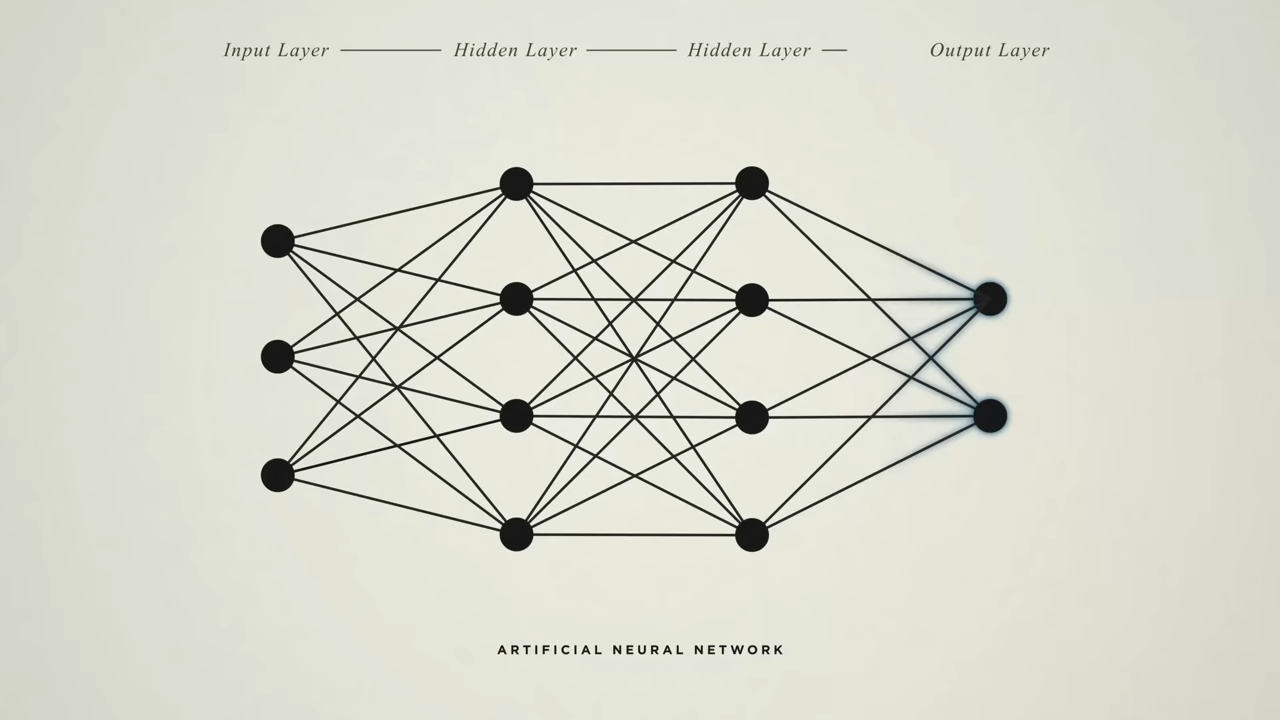 Input Layer Hidden Layer Hidden Layer Output Layer
ARTIFICIAL NEURAL NETWORK